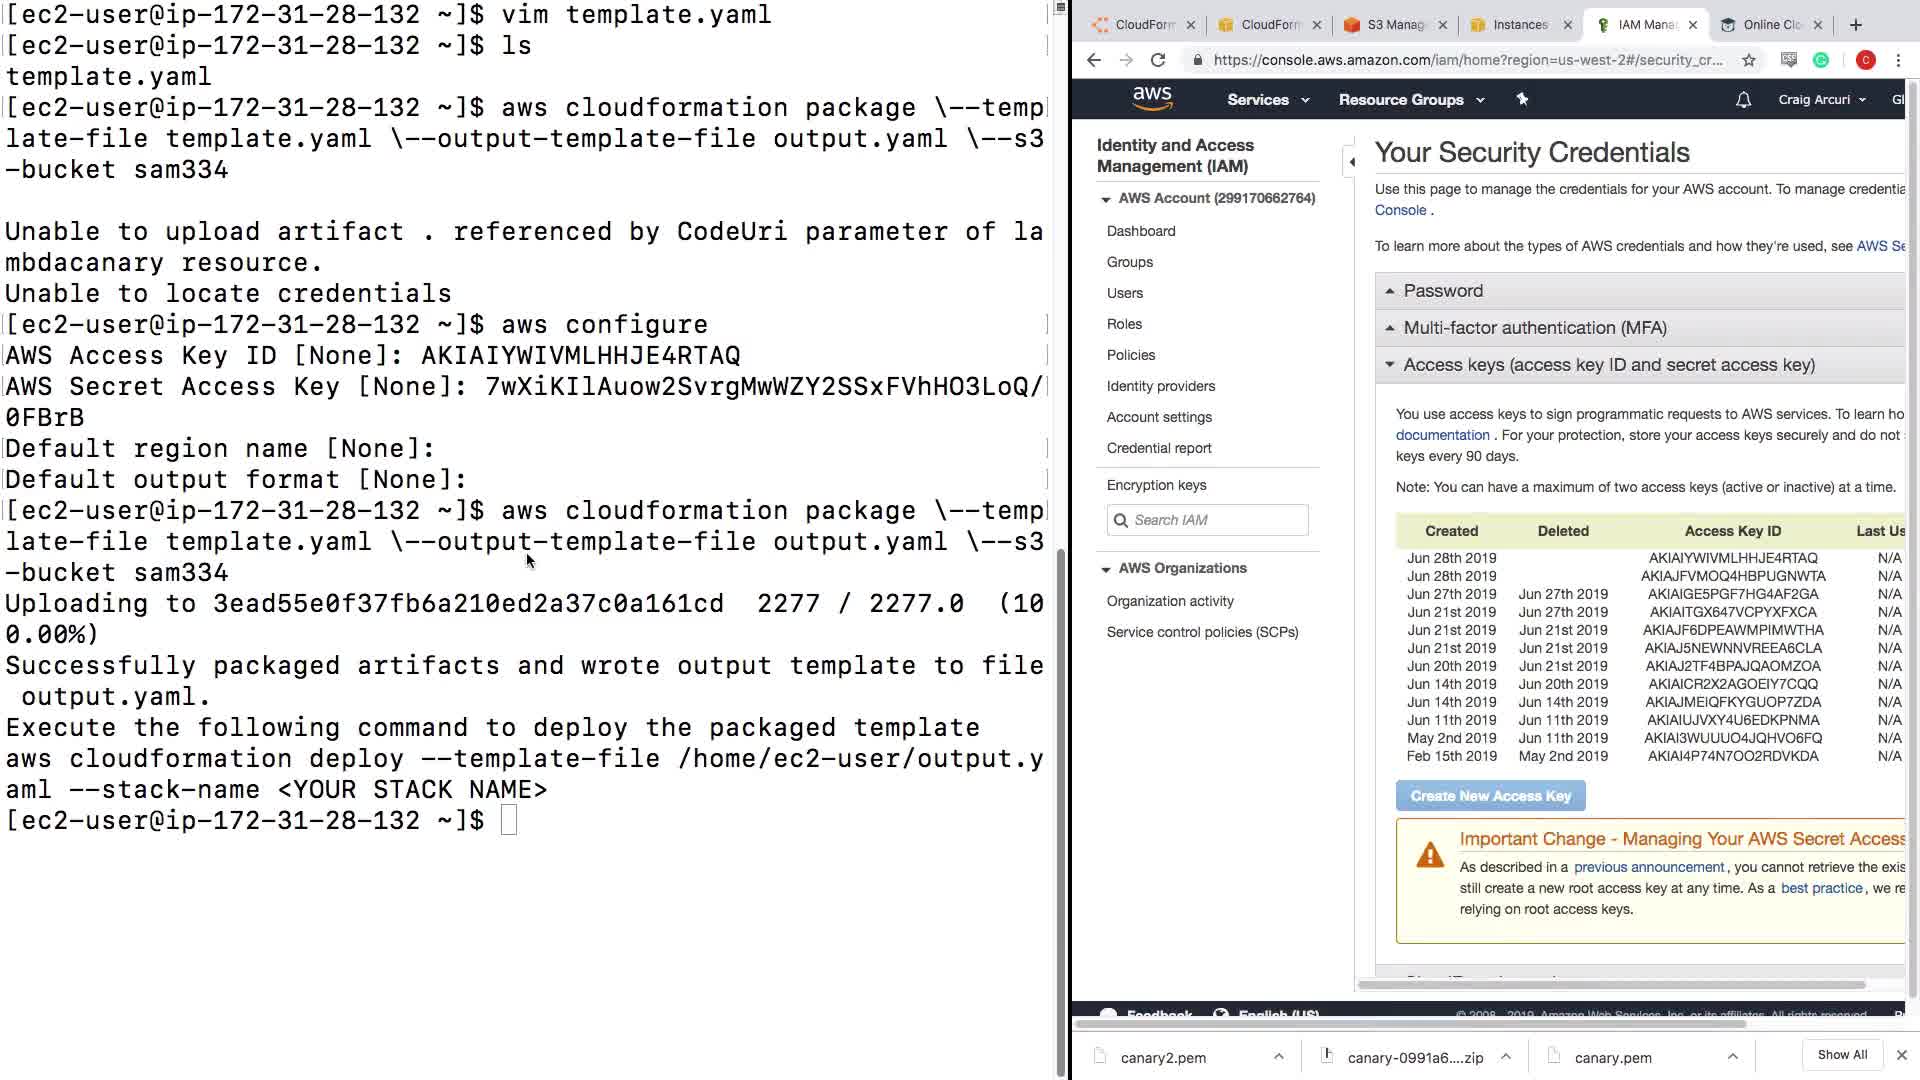 [ec2-user@ip-172-31-28-132 ~]$ vim template.yaml
[ec2-user@ip-172-31-28-132 ~]$ ls
template.yaml
[ec2-user@ip-172-31-28-132 ~]$ aws cloudformation package \--temp
late-file template.yaml \--output-template-file output.yaml \--s3
-bucket sam334
Unable to upload artifact . referenced by CodeUri parameter of la
mbdacanary resource.
Unable to locate credentials
[ec2-user@ip-172-31-28-132 ~]$ aws configure
AWS Access Key ID [None]: AKIAIYWIVMLHHJE4RTAQ
AWS Secret Access Key [None]: 7wXiKIlAuow2SvrgMwWZY2SSxFVhHO3LoQ/
0FBrB
Default region name [None]:
Default output format [None]:
[ec2-user@ip-172-31-28-132 ~]$ aws cloudformation package \--temp
late-file template.yaml \--output-template-file output.yaml \--s3
-bucket sam334
Uploading to 3ead55e0f37fb6a210ed2a37c0a161cd  2277 / 2277.0  (10
0.00%)
Successfully packaged artifacts and wrote output template to file
 output.yaml.
Execute the following command to deploy the packaged template
aws cloudformation deploy --template-file /home/ec2-user/output.y
aml --stack-name <YOUR STACK NAME>
[ec2-user@ip-172-31-28-132 ~]$
CloudForm
CloudForm
S3 Manag
Instances
IAM Mana
Online Clo
https://console.aws.amazon.com/iam/home?region=us-west-2#/security_cr...
C
aws Services Resource Groups Craig Arcuri Gl
Identity and Access
Management (IAM)
AWS Account (299170662764)
Dashboard
Groups
Users
Roles
Policies
Identity providers
Account settings
Credential report
Encryption keys
Search IAM
AWS Organizations
Organization activity
Service control policies (SCPs)
Your Security Credentials
Use this page to manage the credentials for your AWS account. To manage credentia
Console .
To learn more about the types of AWS credentials and how they're used, see AWS Se
Password
Multi-factor authentication (MFA)
Access keys (access key ID and secret access key)
You use access keys to sign programmatic requests to AWS services. To learn ho
documentation . For your protection, store your access keys securely and do not
keys every 90 days.
Note: You can have a maximum of two access keys (active or inactive) at a time.
Created Deleted Access Key ID Last Us
Jun 28th 2019 AKIAIYWIVMLHHJE4RTAQ N/A
Jun 28th 2019 AKIAJFVMOQ4HBPUGNWTA N/A
Jun 27th 2019 Jun 27th 2019 AKIAIGE5PGF7HG4AF2GA N/A
Jun 21st 2019 Jun 27th 2019 AKIAITGX647VCPYXFXCA N/A
Jun 21st 2019 Jun 21st 2019 AKIAJF6DPEAWMPIMWTHA N/A
Jun 21st 2019 Jun 21st 2019 AKIAJ5NEWNNVREEA6CLA N/A
Jun 20th 2019 Jun 21st 2019 AKIAJ2TF4BPAJQAOMZOA N/A
Jun 14th 2019 Jun 20th 2019 AKIAICR2X2AGOEIY7CQQ N/A
Jun 14th 2019 Jun 14th 2019 AKIAJMEIQFKYGUOP7ZDA N/A
Jun 11th 2019 Jun 11th 2019 AKIAIUJVXY4U6EDKPNMA N/A
May 2nd 2019 Jun 11th 2019 AKIAI3WUUUO4JQHVO6FQ N/A
Feb 15th 2019 May 2nd 2019 AKIAI4P74N7OO2RDVKDA N/A
Create New Access Key
Important Change - Managing Your AWS Secret Access
As described in a previous announcement, you cannot retrieve the exis
still create a new root access key at any time. As a best practice, we re
relying on root access keys.
Feedback English (US) © 2008 - 2019, Amazon Web Services, Inc. or its affiliates. All rights reserved.
canary2.pem
canary-0991a6....zip
canary.pem
Show All